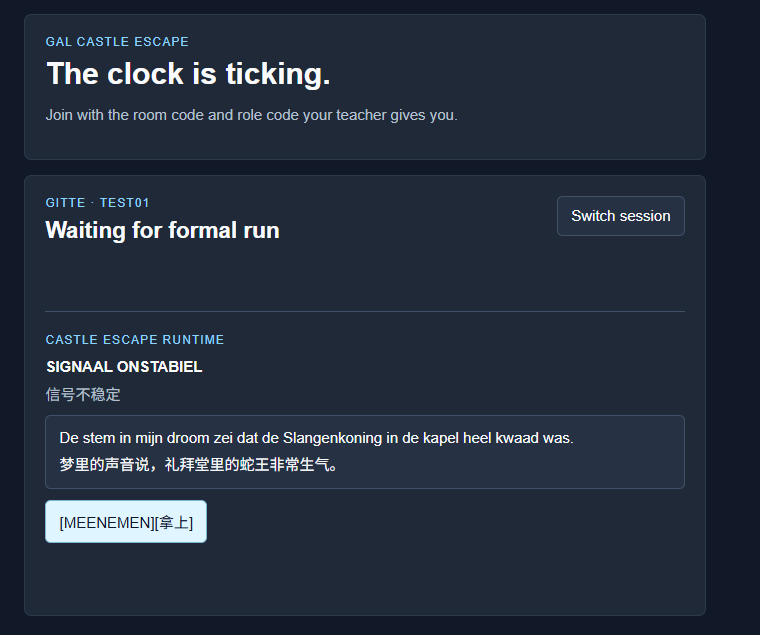 GAL CASTLE ESCAPE
The clock is ticking.
Join with the room code and role code your teacher gives you.
GITTE · TEST01
Waiting for formal run
Switch session
CASTLE ESCAPE RUNTIME
SIGNAAL ONSTABIEL
信号不稳定
De stem in mijn droom zei dat de Slangenkoning in de kapel heel kwaad was.
梦里的声音说，礼拜堂里的蛇王非常生气。
[MEENEMEN][拿上]